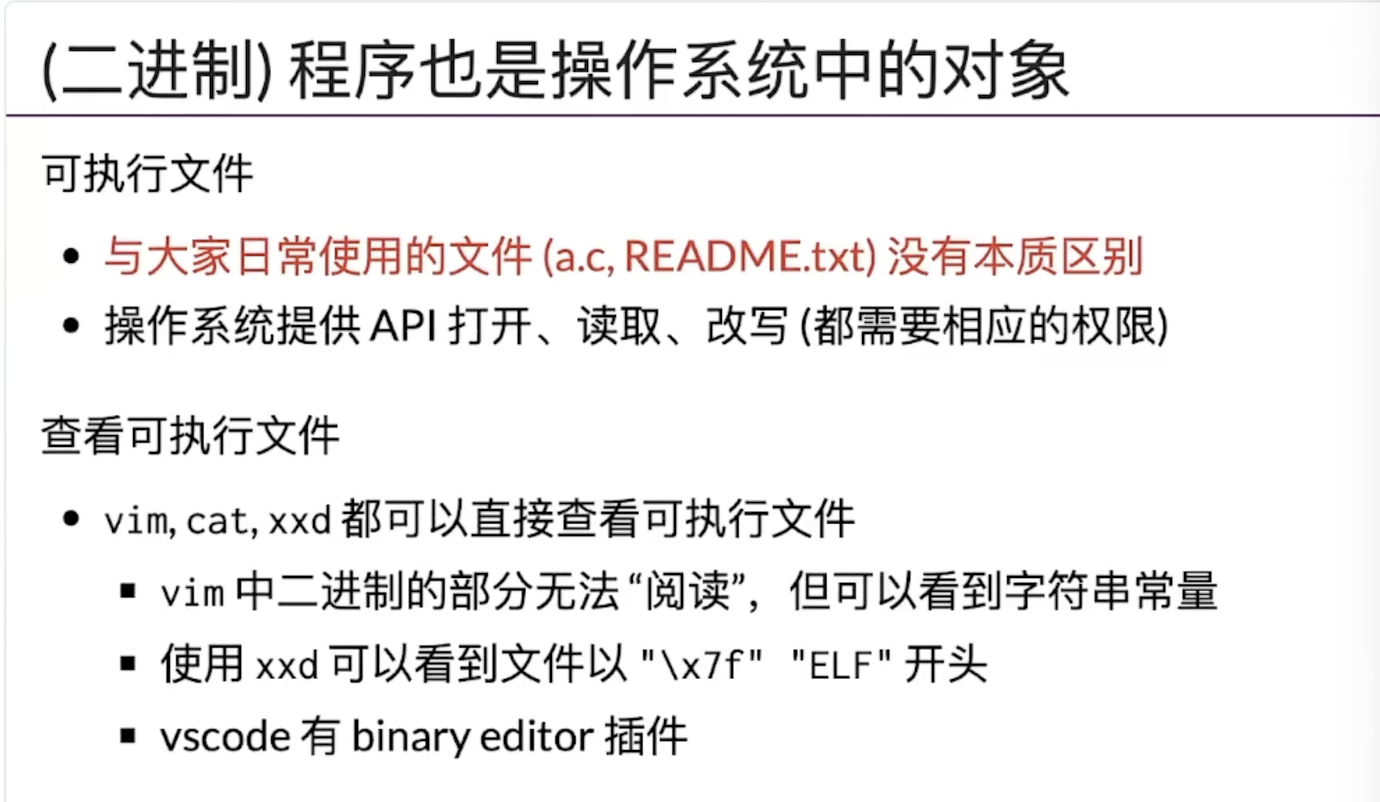 (二进制) 程序也是操作系统中的对象
可执行文件
• 与大家日常使用的文件 (a.c, README.txt) 没有本质区别
• 操作系统提供 API 打开、读取、改写 (都需要相应的权限)
查看可执行文件
• vim, cat, xxd 都可以直接查看可执行文件
▪ vim 中二进制的部分无法 “阅读”，但可以看到字符串常量
▪ 使用 xxd 可以看到文件以 "\x7f" "ELF" 开头
▪ vscode 有 binary editor 插件